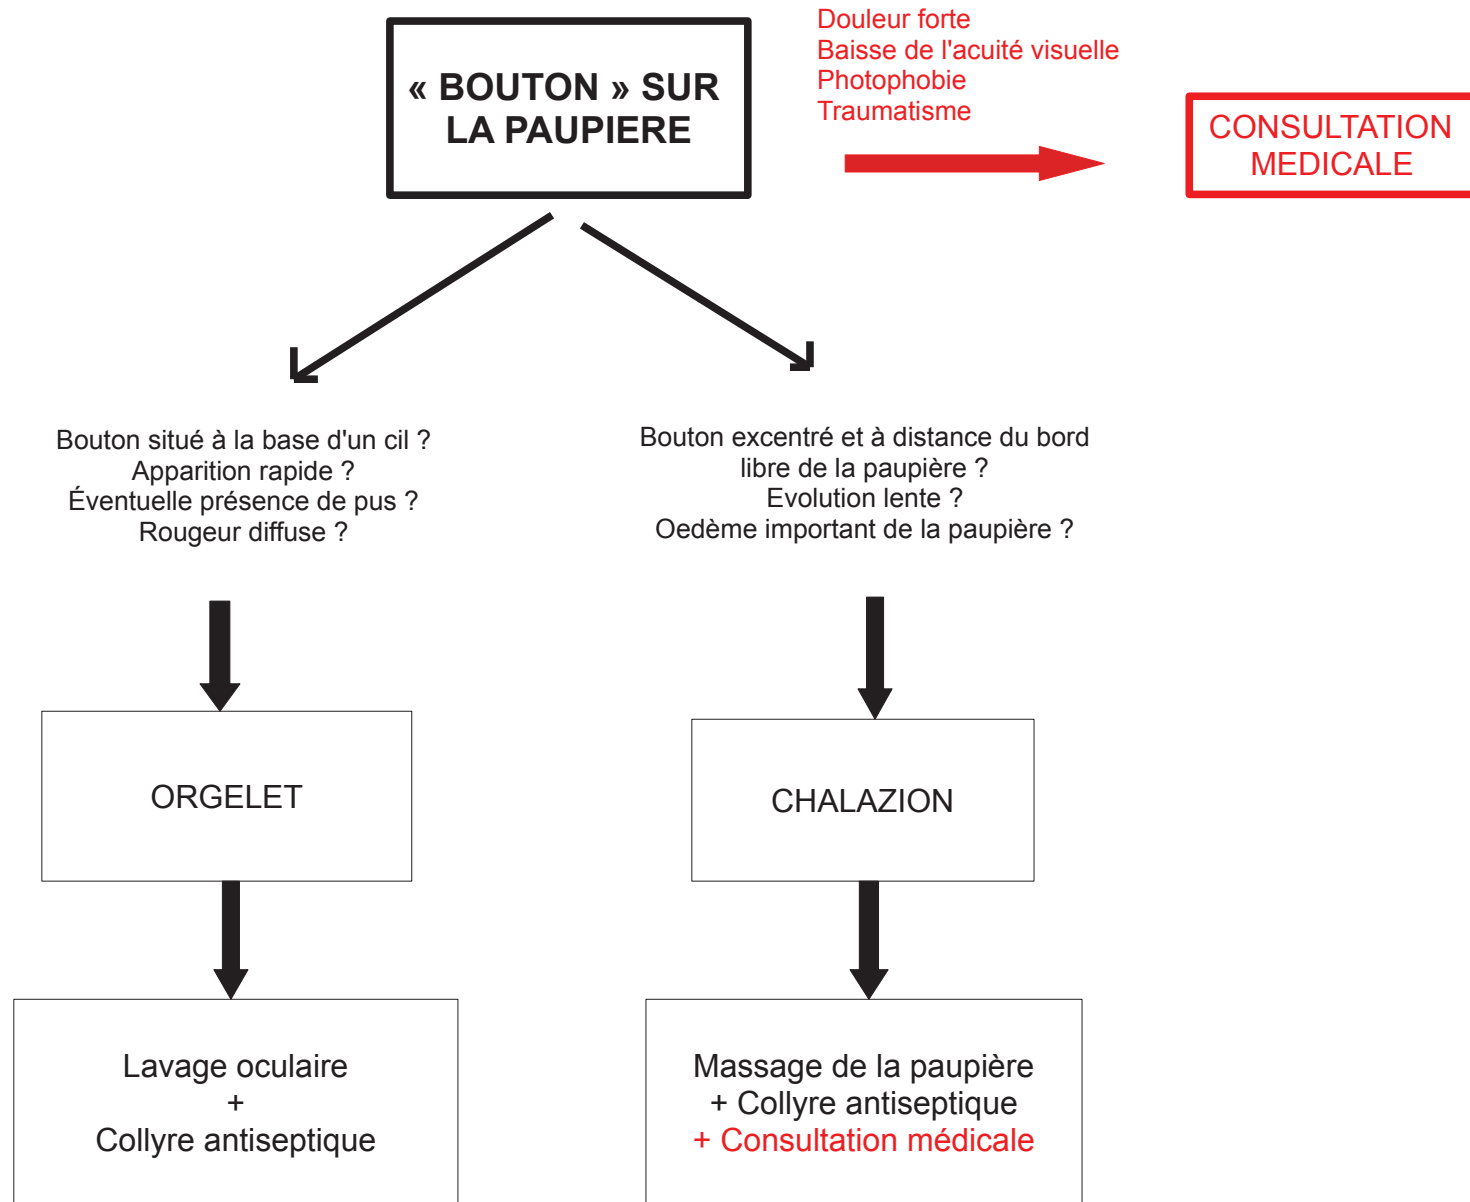 « BOUTON » SUR
LA PAUPIERE
Douleur forte
Baisse de l'acuité visuelle
Photophobie
Traumatisme
CONSULTATION
MEDICALE
Bouton situé à la base d'un cil ?
Apparition rapide ?
Éventuelle présence de pus ?
Rougeur diffuse ?
Bouton excentré et à distance du bord
libre de la paupière ?
Evolution lente ?
Oedème important de la paupière ?
ORGELET
CHALAZION
Lavage oculaire
+
Collyre antiseptique
Massage de la paupière
+ Collyre antiseptique
+ Consultation médicale